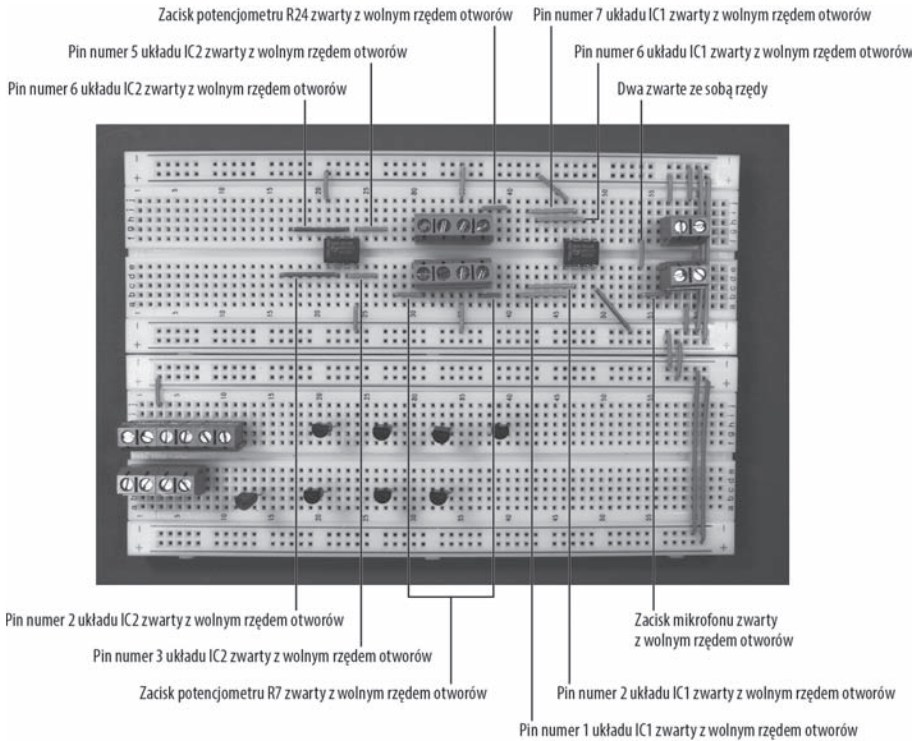 Zacisk potencjometru R24 zwarty z wolnym rzędem otworów
Pin numer 7 układu IC1 zwarty z wolnym rzędem otworów
Pin numer 5 układu IC2 zwarty z wolnym rzędem otworów
Pin numer 6 układu IC1 zwarty z wolnym rzędem otworów
Pin numer 6 układu IC2 zwarty z wolnym rzędem otworów
Dwa zwarte ze sobą rzędy
Pin numer 2 układu IC2 zwarty z wolnym rzędem otworów
Zacisk mikrofonu zwarty
z wolnym rzędem otworów
Pin numer 3 układu IC2 zwarty z wolnym rzędem otworów
Zacisk potencjometru R7 zwarty z wolnym rzędem otworów
Pin numer 2 układu IC1 zwarty z wolnym rzędem otworów
Pin numer 1 układu IC1 zwarty z wolnym rzędem otworów